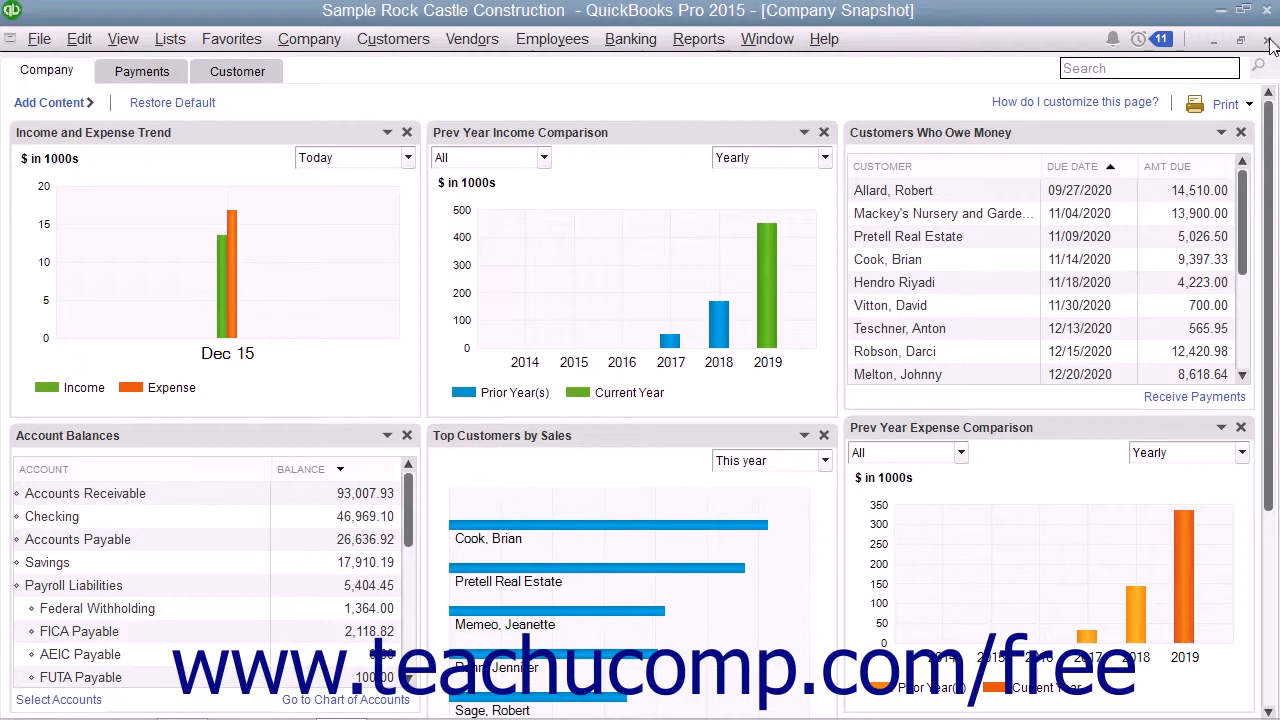 Sample Rock Castle Construction - QuickBooks Pro 2015 - [Company Snapshot]
File Edit View Lists Favorites Company Customers Vendors Employees Banking Reports Window Help 11
Company Payments Customer Search
Add Content Restore Default How do I customize this page? Print
Income and Expense Trend
$ in 1000s Today
20
15
10
5
0
Dec 15
Income Expense
Prev Year Income Comparison
All Yearly
$ in 1000s
500
400
300
200
100
0
2014 2015 2016 2017 2018 2019
Prior Year(s) Current Year
Customers Who Owe Money
CUSTOMER DUE DATE AMT DUE
Allard, Robert 09/27/2020 14,510.00
Mackey's Nursery and Garde... 11/04/2020 13,900.00
Pretell Real Estate 11/09/2020 5,026.50
Cook, Brian 11/14/2020 9,397.33
Hendro Riyadi 11/18/2020 4,223.00
Vitton, David 11/30/2020 700.00
Teschner, Anton 12/13/2020 565.95
Robson, Darci 12/15/2020 12,420.98
Melton, Johnny 12/20/2020 8,618.64
Receive Payments
Account Balances
ACCOUNT BALANCE
Accounts Receivable 93,007.93
Checking 46,969.10
Accounts Payable 26,636.92
Savings 17,910.19
Payroll Liabilities 5,404.45
Federal Withholding 1,364.00
FICA Payable 2,118.82
AEIC Payable
FUTA Payable 100.00
Select Accounts Go to Chart of Accounts
Top Customers by Sales
This year
Cook, Brian
Pretell Real Estate
Memeo, Jeanette
Jennifer
Sage, Robert
Prev Year Expense Comparison
All Yearly
$ in 1000s
350
300
250
200
150
100
50
0
2014 2015 2016 2017 2018 2019
Prior Year(s) Current Year
www.teachucomp.com/free